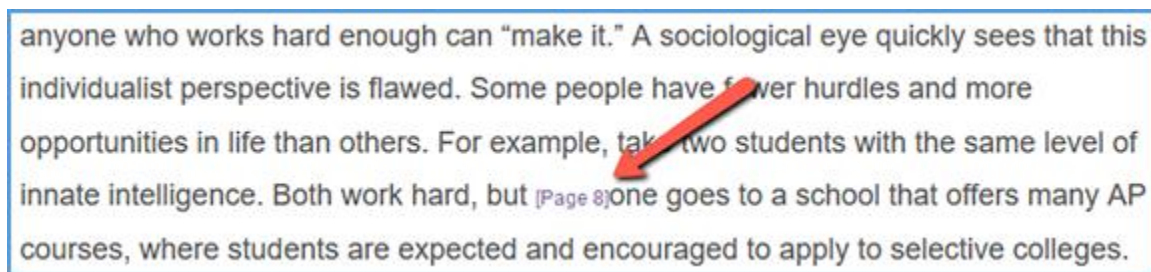 anyone who works hard enough can “make it.” A sociological eye quickly sees that this
individualist perspective is flawed. Some people have fewer hurdles and more
opportunities in life than others. For example, take two students with the same level of
innate intelligence. Both work hard, but [Page 8]one goes to a school that offers many AP
courses, where students are expected and encouraged to apply to selective colleges.